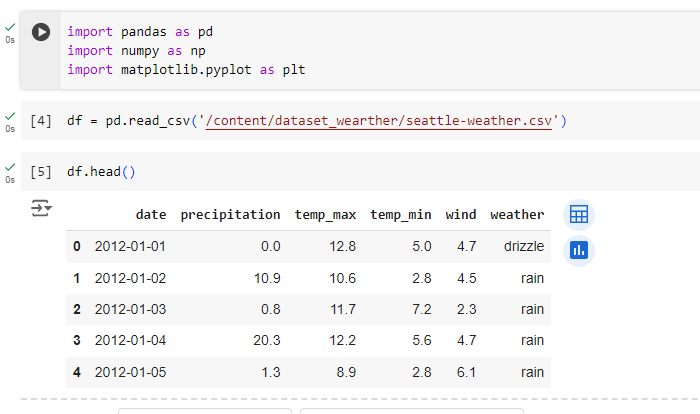 import pandas as pd
0s
import numpy as np
import matplotlib.pyplot as plt
[4] df = pd.read_csv('/content/dataset_wearther/seattle-weather.csv')
0s
[5] df.head()
0s
date precipitation temp_max temp_min wind weather
0 2012-01-01 0.0 12.8 5.0 4.7 drizzle
1 2012-01-02 10.9 10.6 2.8 4.5 rain
2 2012-01-03 0.8 11.7 7.2 2.3 rain
3 2012-01-04 20.3 12.2 5.6 4.7 rain
4 2012-01-05 1.3 8.9 2.8 6.1 rain